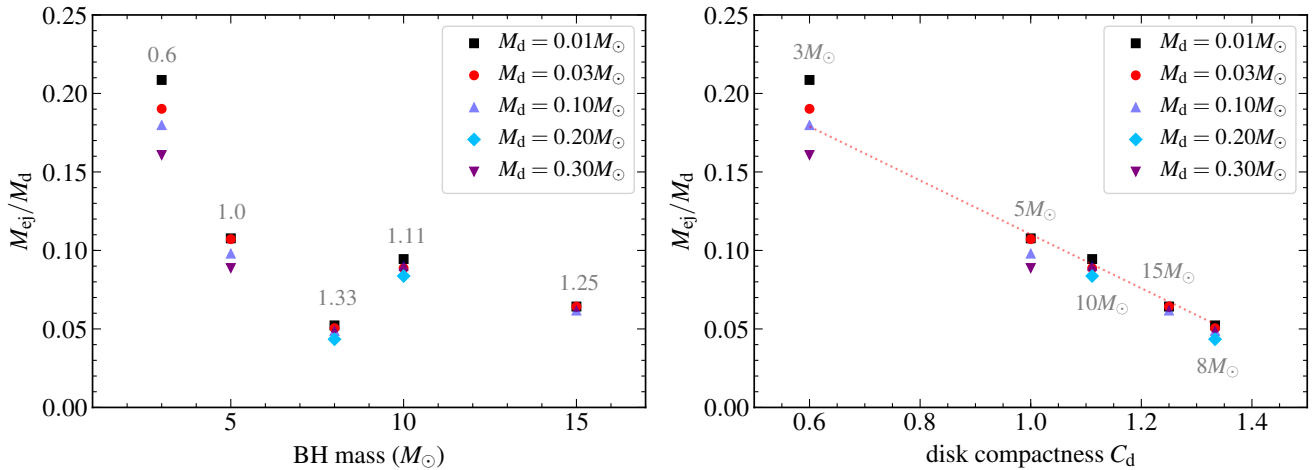 0.25
0.20
0.15
0.10
0.05
0.00
M_ej/M_d
5
10
15
BH mass (M_⊙)
0.6
1.0
1.33
1.11
1.25
M_d = 0.01M_⊙
M_d = 0.03M_⊙
M_d = 0.10M_⊙
M_d = 0.20M_⊙
M_d = 0.30M_⊙
0.25
0.20
0.15
0.10
0.05
0.00
M_ej/M_d
0.6
0.8
1.0
1.2
1.4
disk compactness C_d
3M_⊙
5M_⊙
10M_⊙
15M_⊙
8M_⊙
M_d = 0.01M_⊙
M_d = 0.03M_⊙
M_d = 0.10M_⊙
M_d = 0.20M_⊙
M_d = 0.30M_⊙